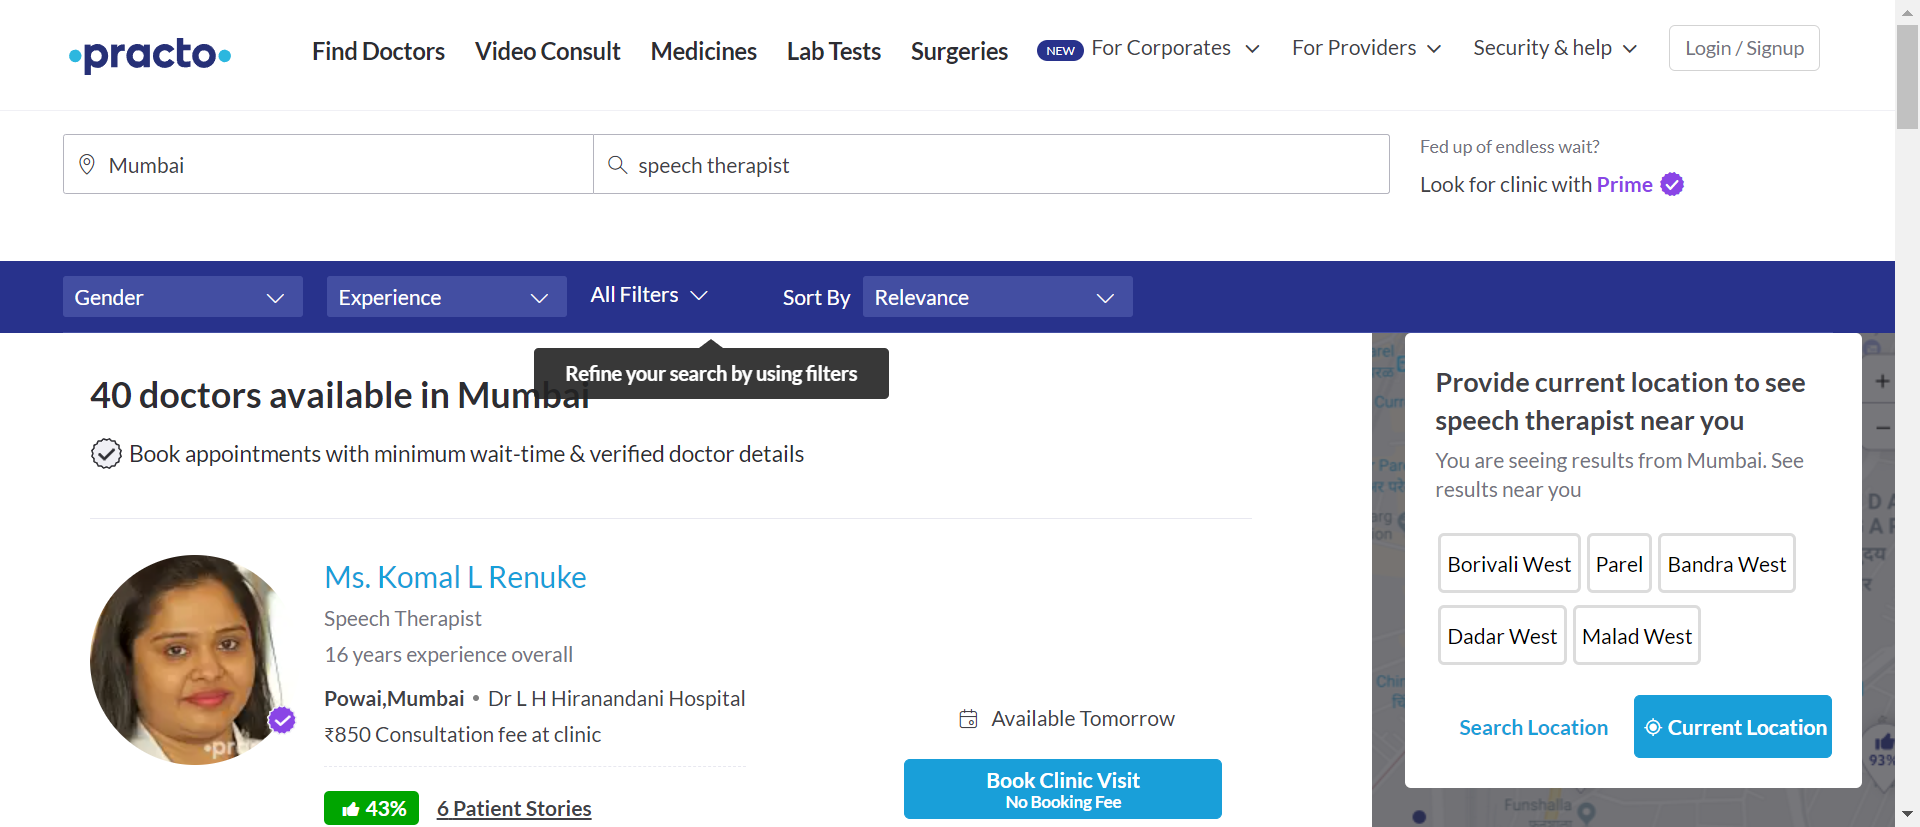 practo
Find Doctors
Video Consult
Medicines
Lab Tests
Surgeries
NEW
For Corporates
For Providers
Security & help
Login / Signup
Mumbai
speech therapist
Fed up of endless wait?
Look for clinic with Prime
Gender
Experience
All Filters
Sort By
Relevance
Refine your search by using filters
40 doctors available in Mumbai
Book appointments with minimum wait-time & verified doctor details
Ms. Komal L Renuke
Speech Therapist
16 years experience overall
Powai,Mumbai • Dr L H Hiranandani Hospital
₹850 Consultation fee at clinic
43%
6 Patient Stories
Available Tomorrow
Book Clinic Visit
No Booking Fee
Provide current location to see
speech therapist near you
You are seeing results from Mumbai. See
results near you
Borivali West
Parel
Bandra West
Dadar West
Malad West
Search Location
Current Location
+
−
93%
Funshalla